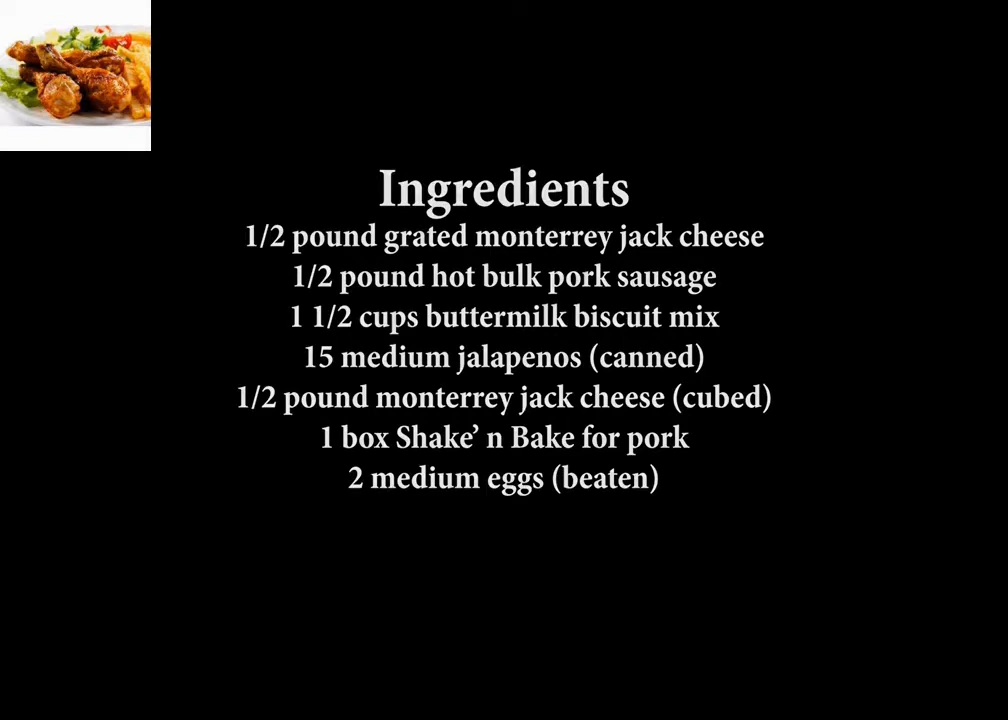 Ingredients
1/2 pound grated monterrey jack cheese
1/2 pound hot bulk pork sausage
1 1/2 cups buttermilk biscuit mix
15 medium jalapenos (canned)
1/2 pound monterrey jack cheese (cubed)
1 box Shake’ n Bake for pork
2 medium eggs (beaten)